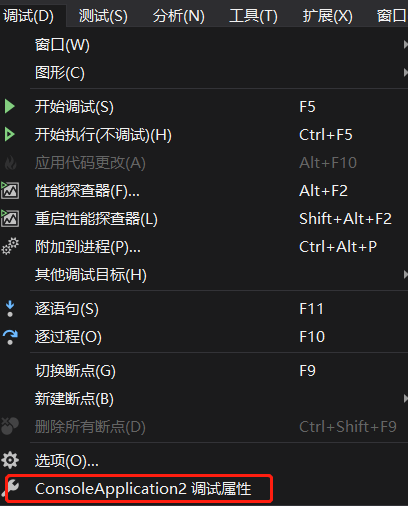 调试(D) 测试(S) 分析(N) 工具(T) 扩展(X) 窗口
窗口(W)
图形(C)
开始调试(S) F5
开始执行(不调试)(H) Ctrl+F5
应用代码更改(A) Alt+F10
性能探查器(F)... Alt+F2
重启性能探查器(L) Shift+Alt+F2
附加到进程(P)... Ctrl+Alt+P
其他调试目标(H)
逐语句(S) F11
逐过程(O) F10
切换断点(G) F9
新建断点(B)
删除所有断点(D) Ctrl+Shift+F9
选项(O)...
ConsoleApplication2 调试属性